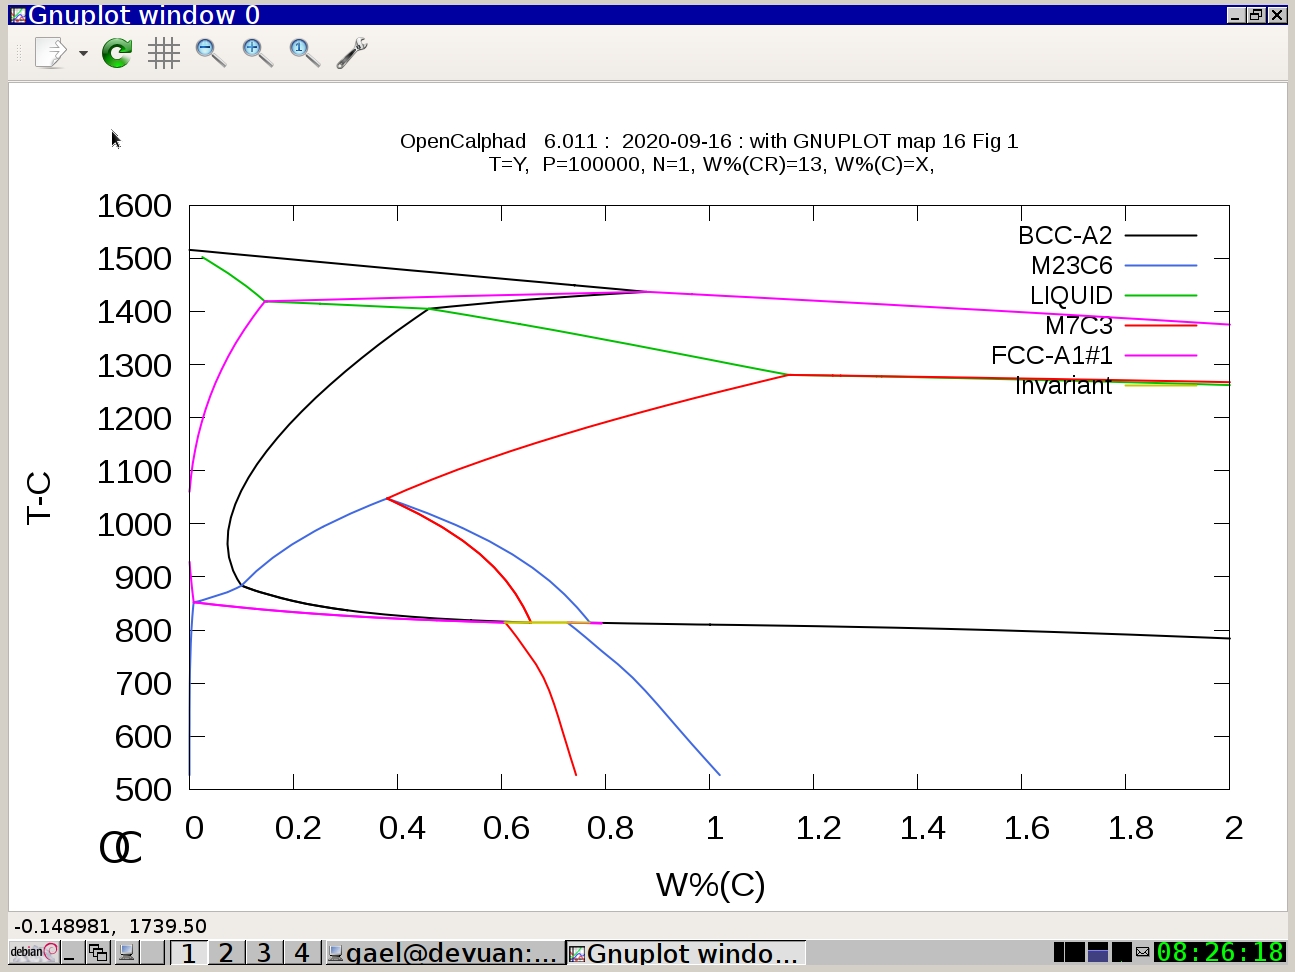 Gnuplot window 0
OpenCalphad 6.011 : 2020-09-16 : with GNUPLOT map 16 Fig 1
T=Y, P=100000, N=1, W%(CR)=13, W%(C)=X,
1600
1500
1400
1300
1200
1100
1000
900
800
700
600
500
T-C
BCC-A2
M23C6
LIQUID
M7C3
FCC-A1#1
Invariant
0 0.2 0.4 0.6 0.8 1 1.2 1.4 1.6 1.8 2
OC
W%(C)
-0.148981, 1739.50
debian 1 2 3 4 gael@devuan:... Gnuplot windo... 08:26:18